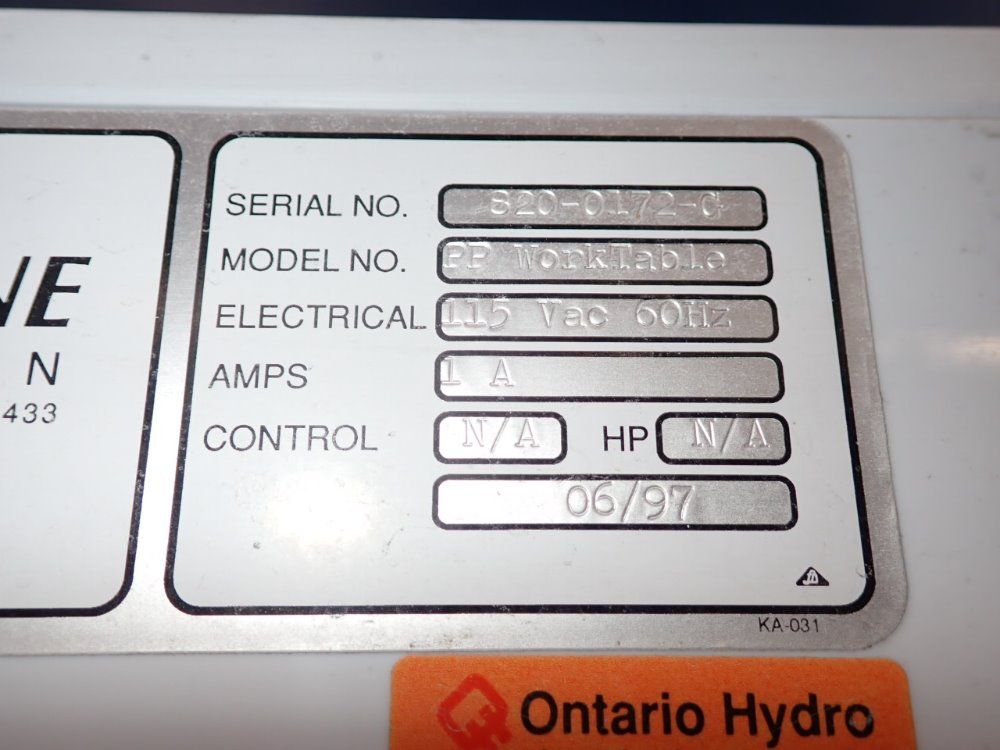 NE
N
433
SERIAL NO. 820-0172-G
MODEL NO. PP WorkTable
ELECTRICAL 115 Vac 60Hz
AMPS 1 A
CONTROL N/A HP N/A
06/97
KA-031
Ontario Hydro